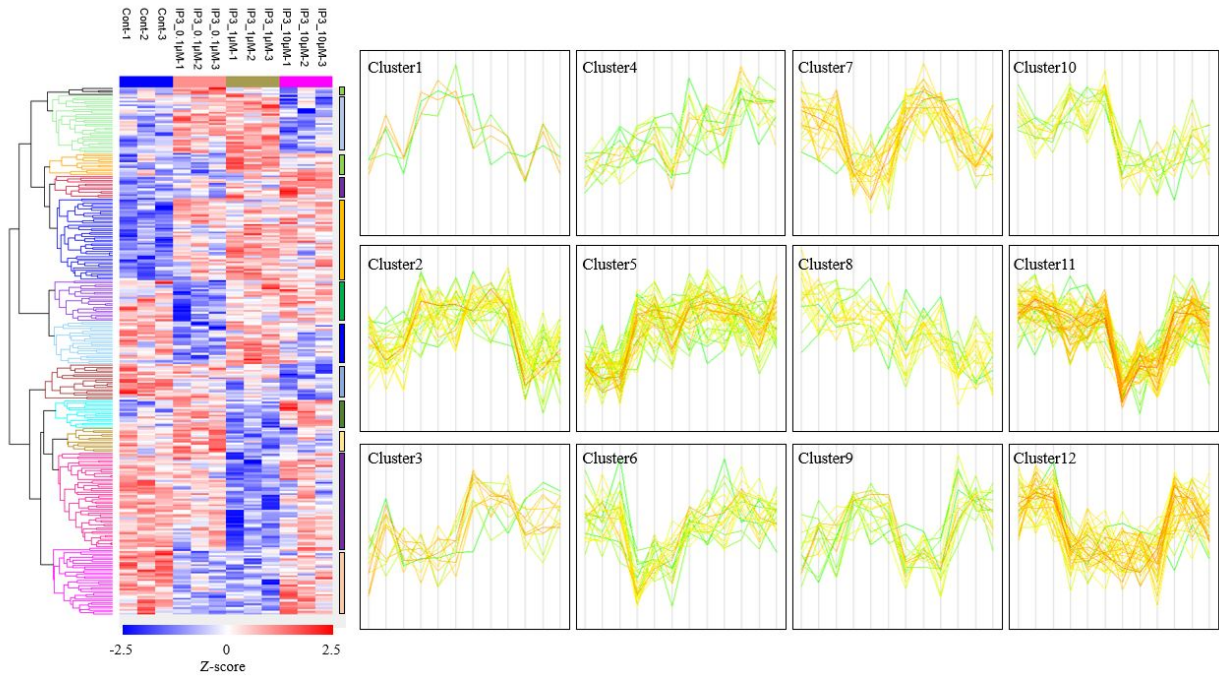 Cont-1
Cont-2
Cont-3
IP3_0.1μM-1
IP3_0.1μM-2
IP3_0.1μM-3
IP3_1μM-1
IP3_1μM-2
IP3_1μM-3
IP3_10μM-1
IP3_10μM-2
IP3_10μM-3
Cluster1
Cluster4
Cluster7
Cluster10
Cluster2
Cluster5
Cluster8
Cluster11
Cluster3
Cluster6
Cluster9
Cluster12
-2.5 0 2.5
Z-score